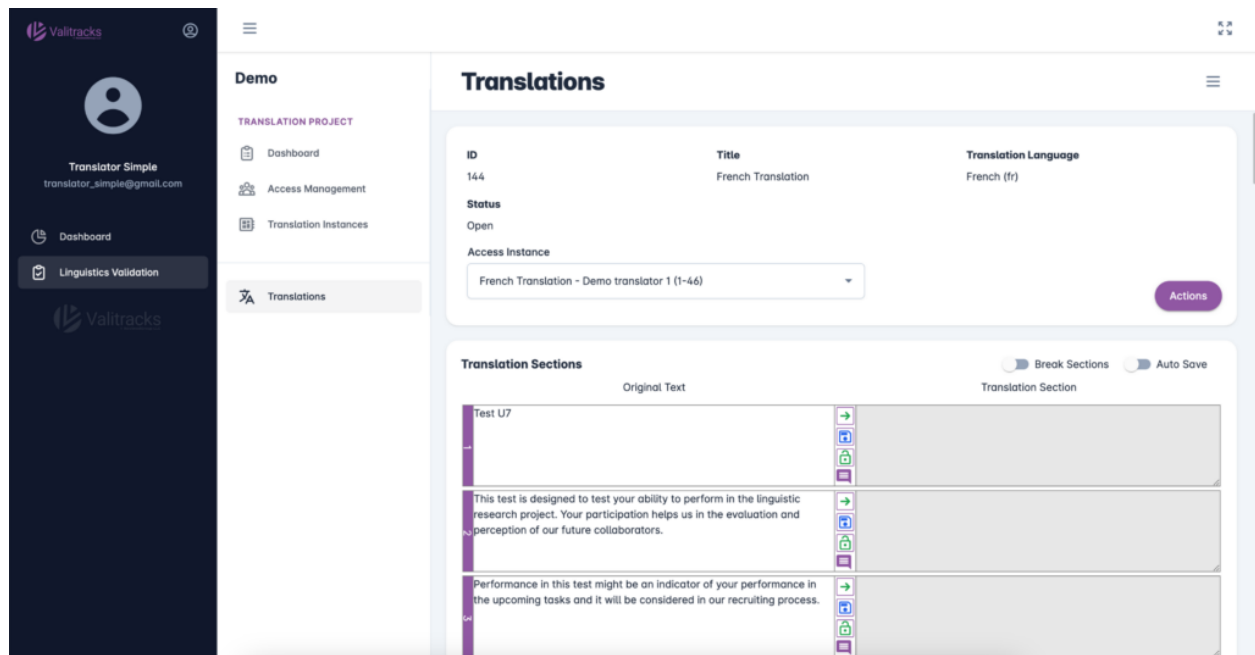 Valitracks
Translator Simple
translator_simple@gmail.com
Dashboard
Linguistics Validation
Valitracks
Demo
TRANSLATION PROJECT
Dashboard
Access Management
Translation Instances
Translations
Translations
ID
144
Title
French Translation
Translation Language
French (fr)
Status
Open
Access Instance
French Translation - Demo translator 1 (1-46)
Actions
Translation Sections
Break Sections
Auto Save
Original Text
Translation Section
1
Test U7
2
This test is designed to test your ability to perform in the linguistic
research project. Your participation helps us in the evaluation and
perception of our future collaborators.
3
Performance in this test might be an indicator of your performance in
the upcoming tasks and it will be considered in our recruiting process.